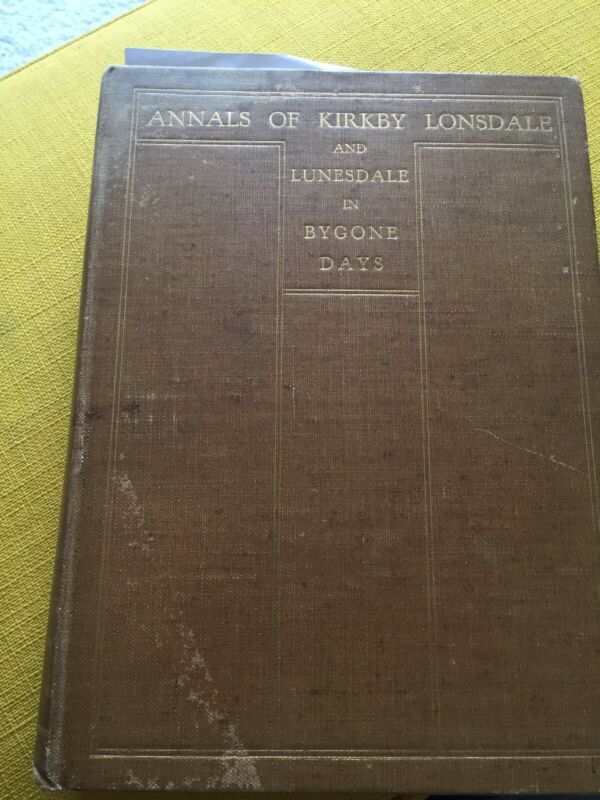 ANNALS OF KIRKBY LONSDALE
AND
LUNESDALE
IN
BYGONE
DAYS